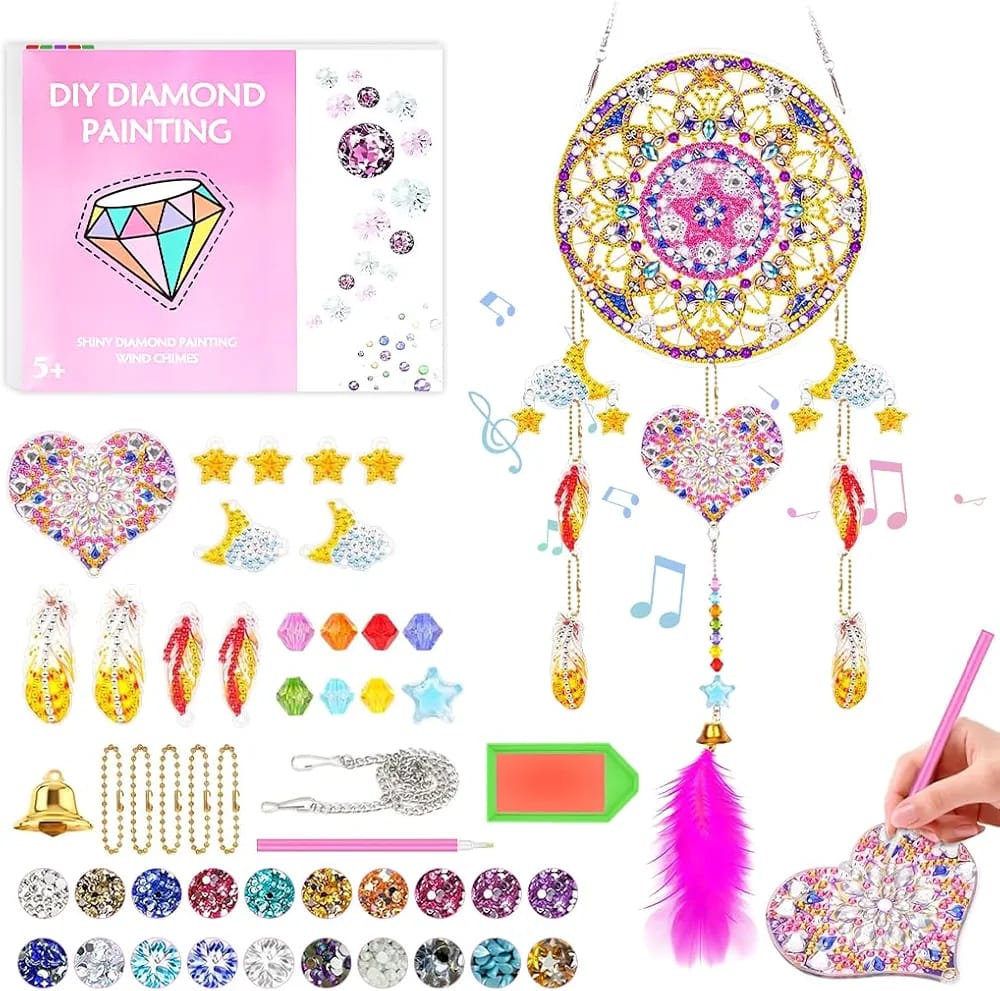 DIY DIAMOND
PAINTING
SHINY DIAMOND PAINTING
WIND CHIMES
5+